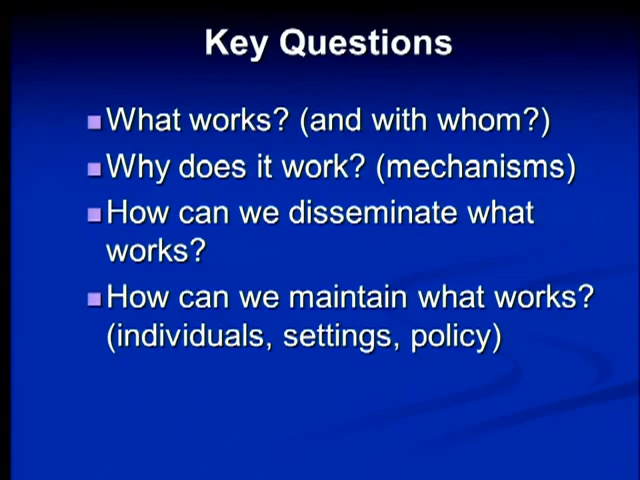 Key Questions
What works? (and with whom?)
Why does it work? (mechanisms)
How can we disseminate what
works?
How can we maintain what works?
(individuals, settings, policy)